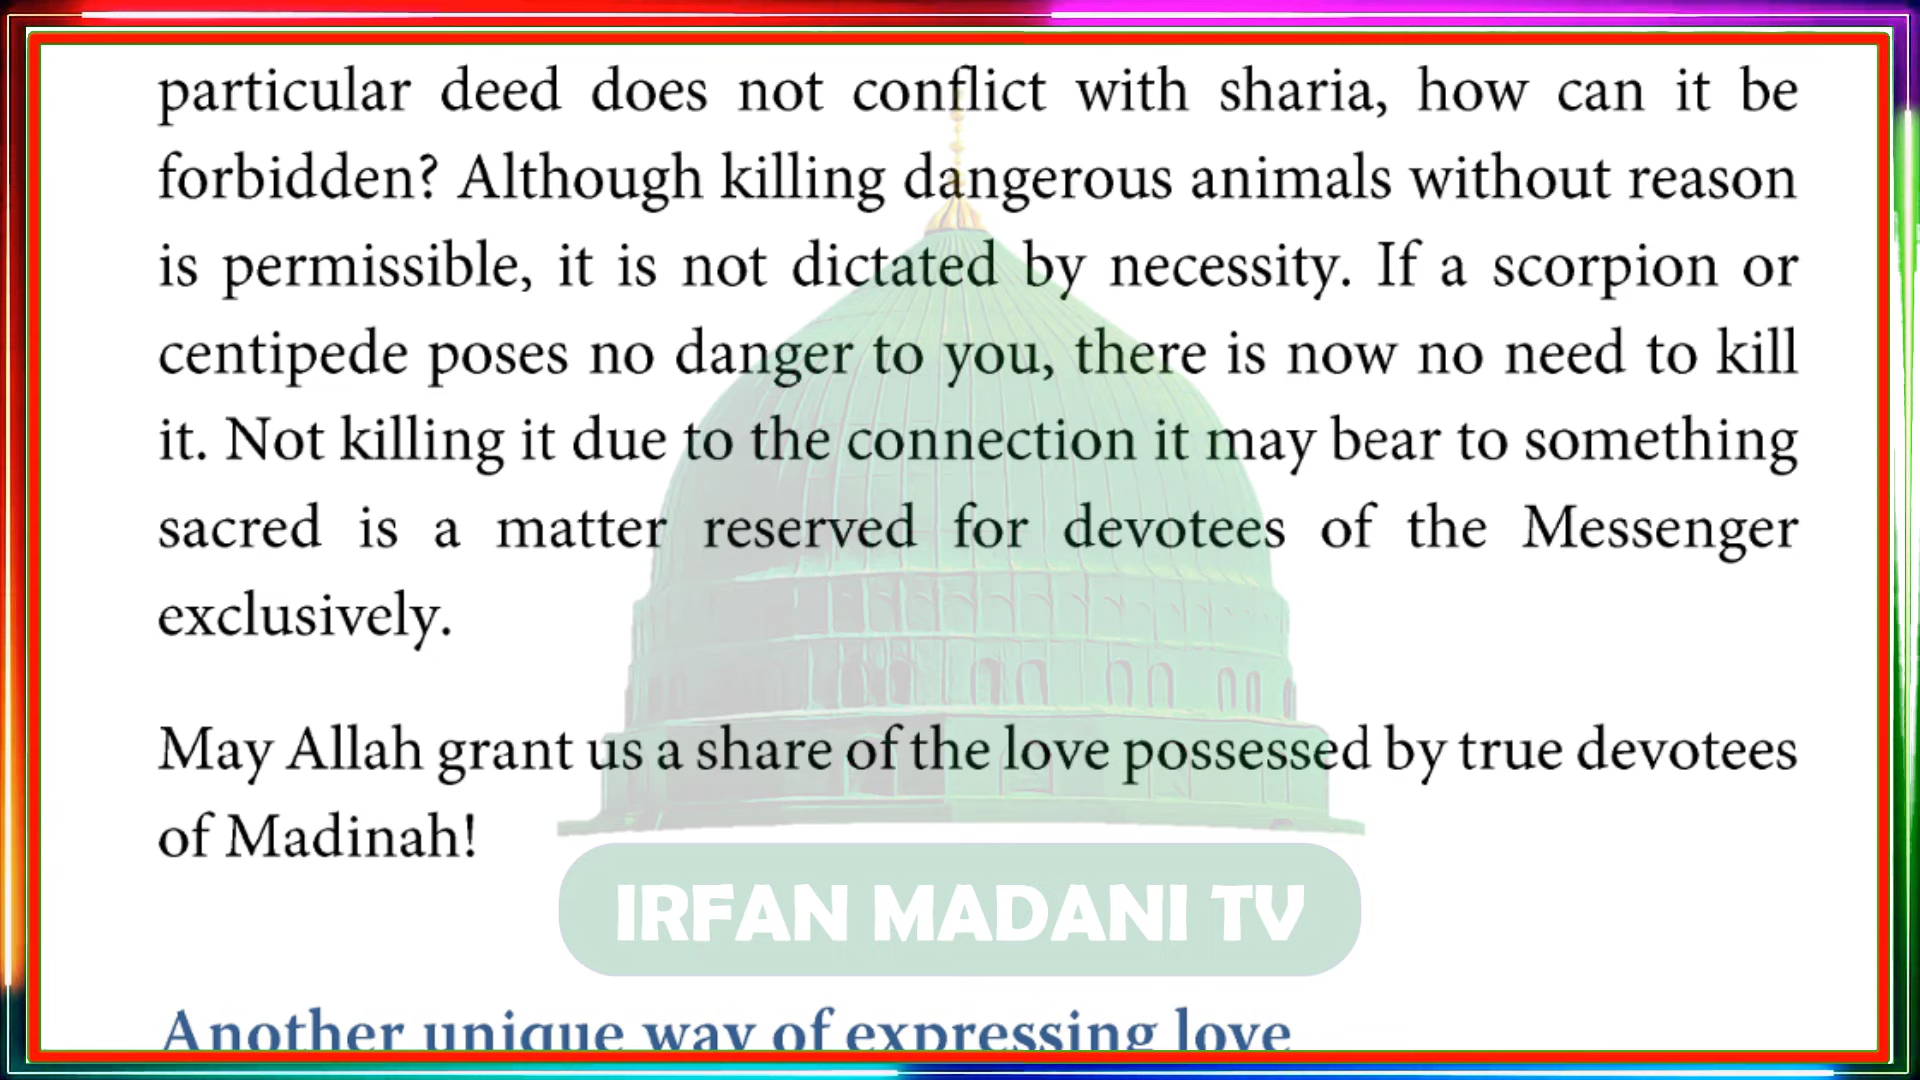 particular deed does not conflict with sharia, how can it be
forbidden? Although killing dangerous animals without reason
is permissible, it is not dictated by necessity. If a scorpion or
centipede poses no danger to you, there is now no need to kill
it. Not killing it due to the connection it may bear to something
sacred is a matter reserved for devotees of the Messenger
exclusively.
May Allah grant us a share of the love possessed by true devotees
of Madinah!
IRFAN MADANI TV
Another unique way of expressing love